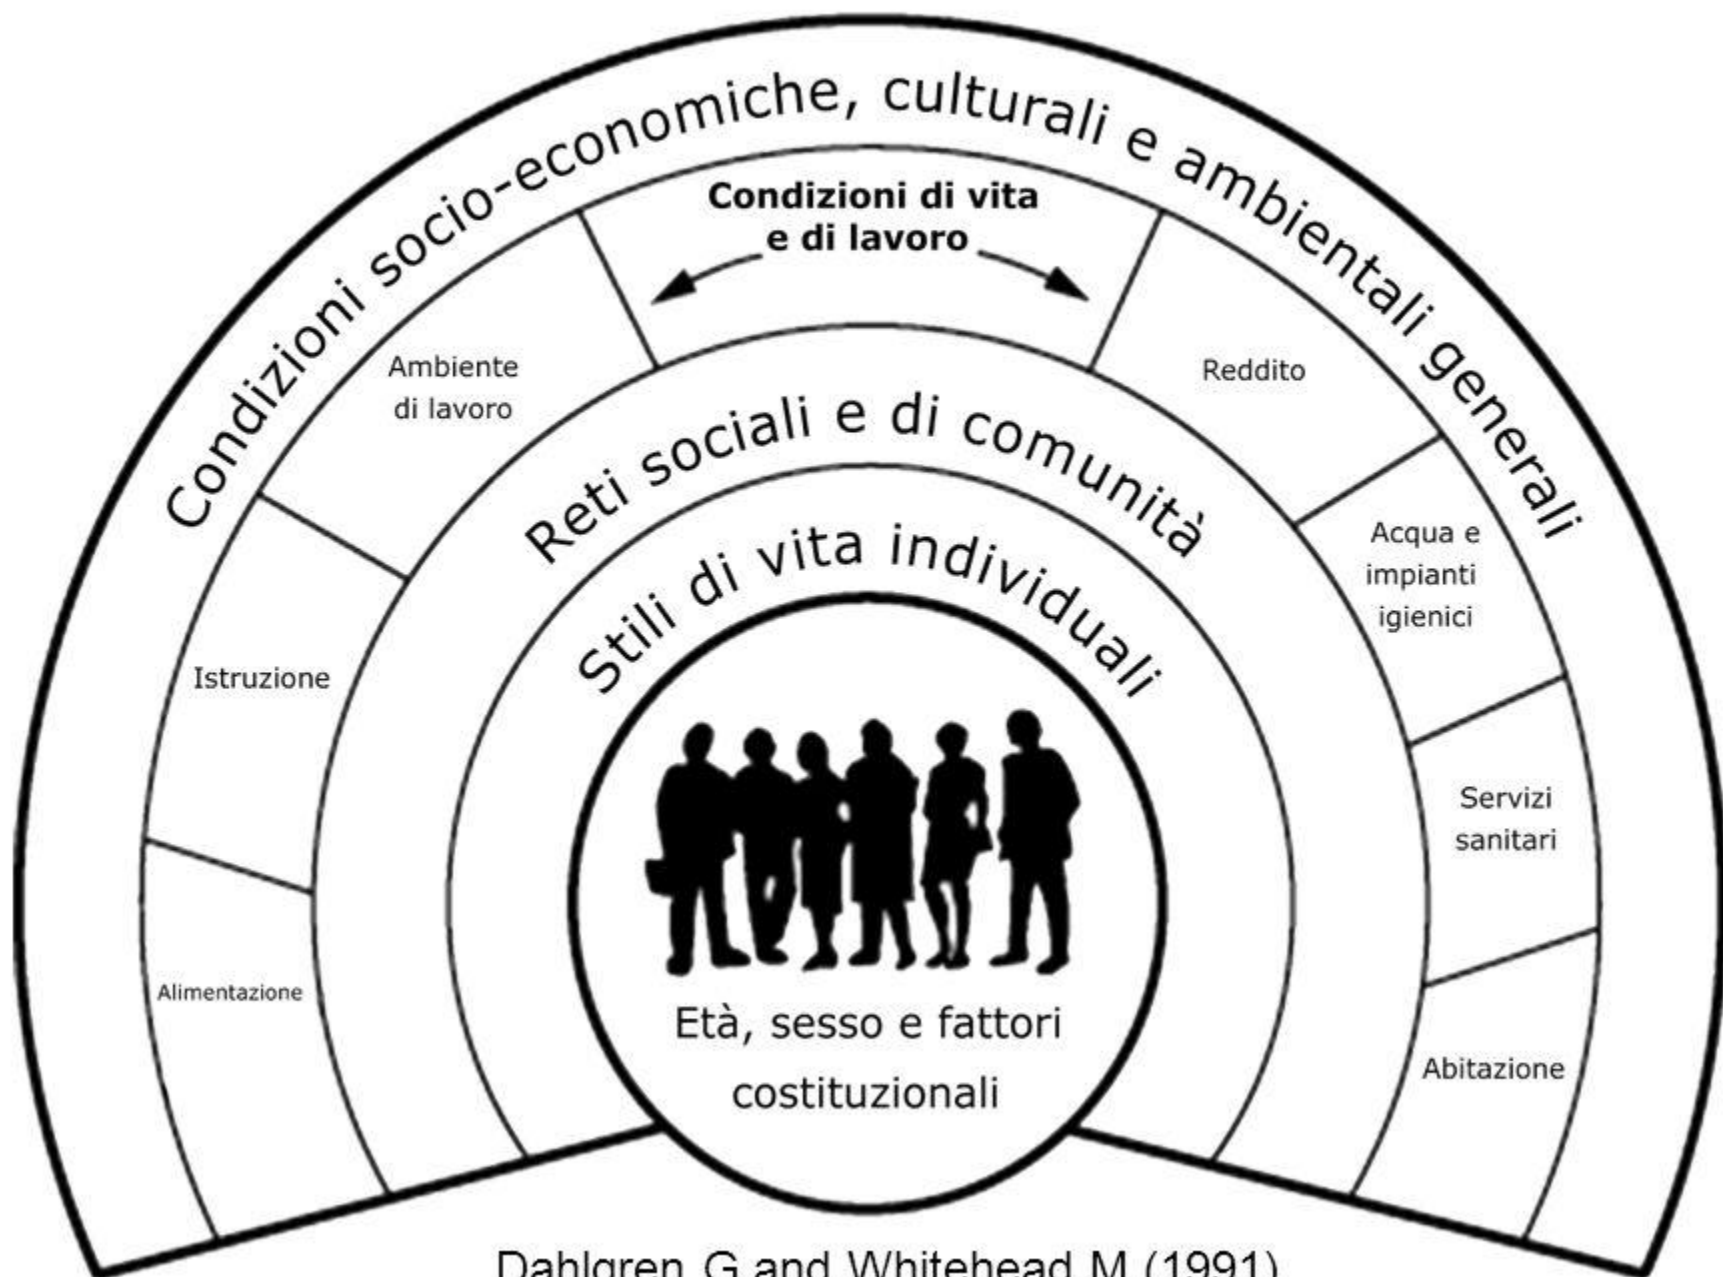 Condizioni socio-economiche, culturali e ambientali generali
Condizioni di vita
e di lavoro
Ambiente
di lavoro
Reddito
Reti sociali e di comunità
Acqua e
impianti
igienici
Stili di vita individuali
Istruzione
Servizi
sanitari
Alimentazione
Età, sesso e fattori
costituzionali
Abitazione
Dahlgren G and Whitehead M (1991)